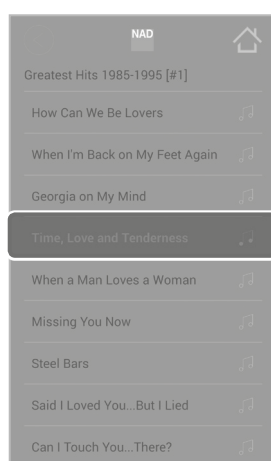 NAD
Greatest Hits 1985-1995 [#1]
How Can We Be Lovers
When I'm Back on My Feet Again
Georgia on My Mind
Time, Love and Tenderness
When a Man Loves a Woman
Missing You Now
Steel Bars
Said I Loved You...But I Lied
Can I Touch You...There?